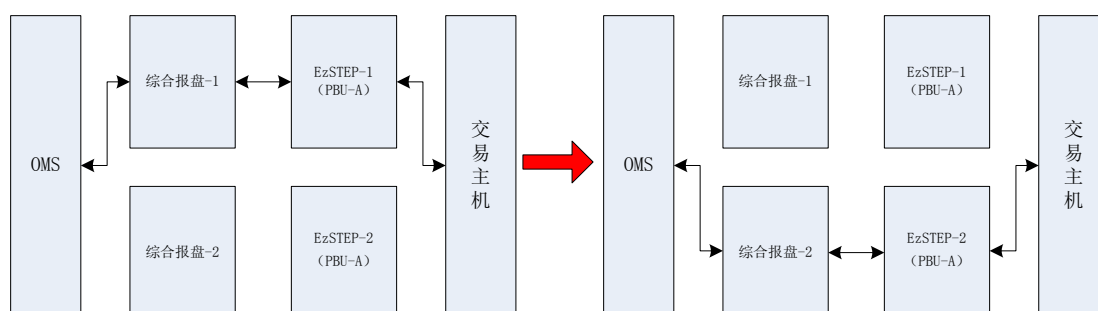 OMS
综合报盘-1
EzSTEP-1
（PBU-A）
综合报盘-2
EzSTEP-2
（PBU-A）
交易主机
OMS
综合报盘-1
EzSTEP-1
（PBU-A）
综合报盘-2
EzSTEP-2
（PBU-A）
交易主机